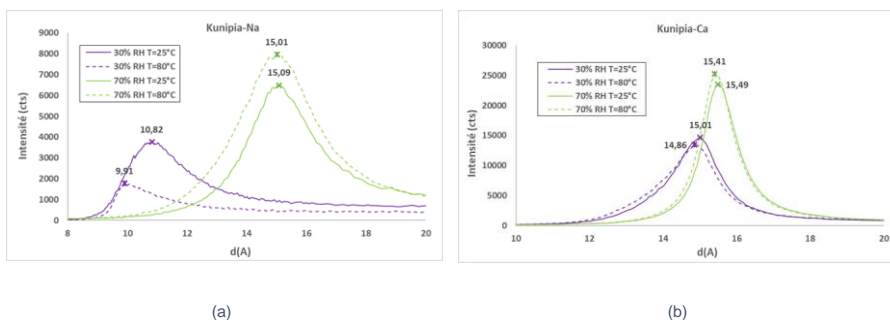 Kunipia-Na
Intensité (cts)
9000
8000
7000
6000
5000
4000
3000
2000
1000
0
30% RH T=25°C
30% RH T=80°C
70% RH T=25°C
70% RH T=80°C
15,01
15,09
10,82
9,91
8 10 12 14 16 18 20
d(A)
(a)
Kunipia-Ca
Intensité (cts)
30000
25000
20000
15000
10000
5000
0
30% RH T=25°C
30% RH T=80°C
70% RH T=25°C
70% RH T=80°C
15,41
15,49
15,01
14,86
10 12 14 16 18 20
d(A)
(b)